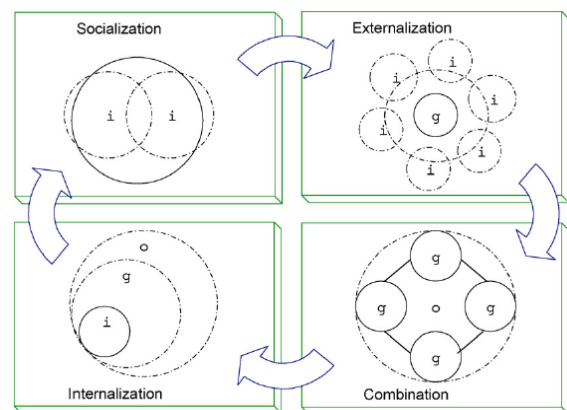 Socialization
i i
Externalization
i
i
i
g
i
i
i
o
g
i
Internalization
g
g o g
g
Combination